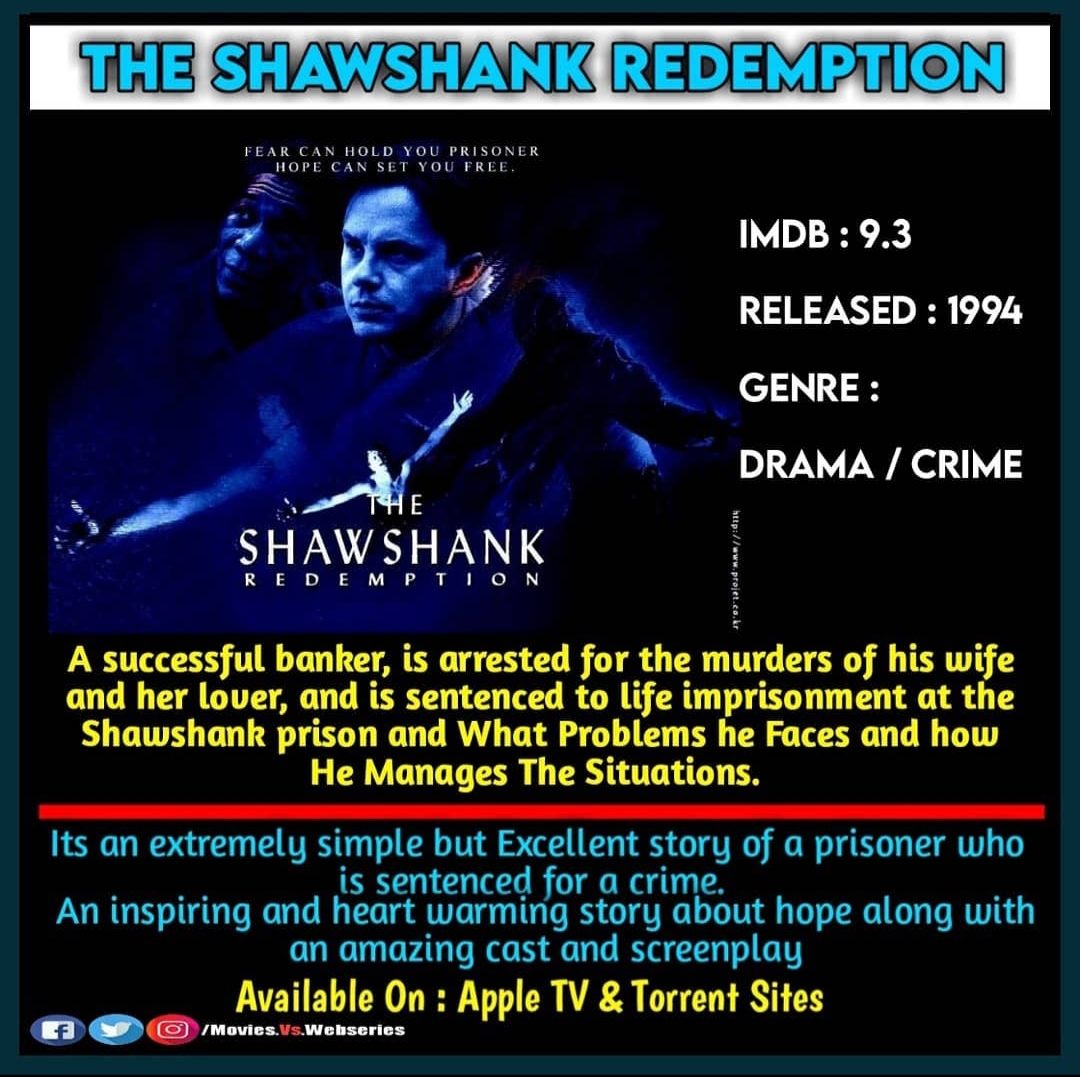 THE SHAWSHANK REDEMPTION
FEAR CAN HOLD YOU PRISONER
HOPE CAN SET YOU FREE.
IMDB : 9.3
RELEASED : 1994
GENRE :
DRAMA / CRIME
THE
SHAWSHANK
REDEMPTION
http://www.projet.co.kr
A successful banker, is arrested for the murders of his wife
and her lover, and is sentenced to life imprisonment at the
Shawshank prison and What Problems he Faces and how
He Manages The Situations.
Its an extremely simple but Excellent story of a prisoner who
is sentenced for a crime.
An inspiring and heart warming story about hope along with
an amazing cast and screenplay
Available On : Apple TV & Torrent Sites
/Movies.Vs.Webseries